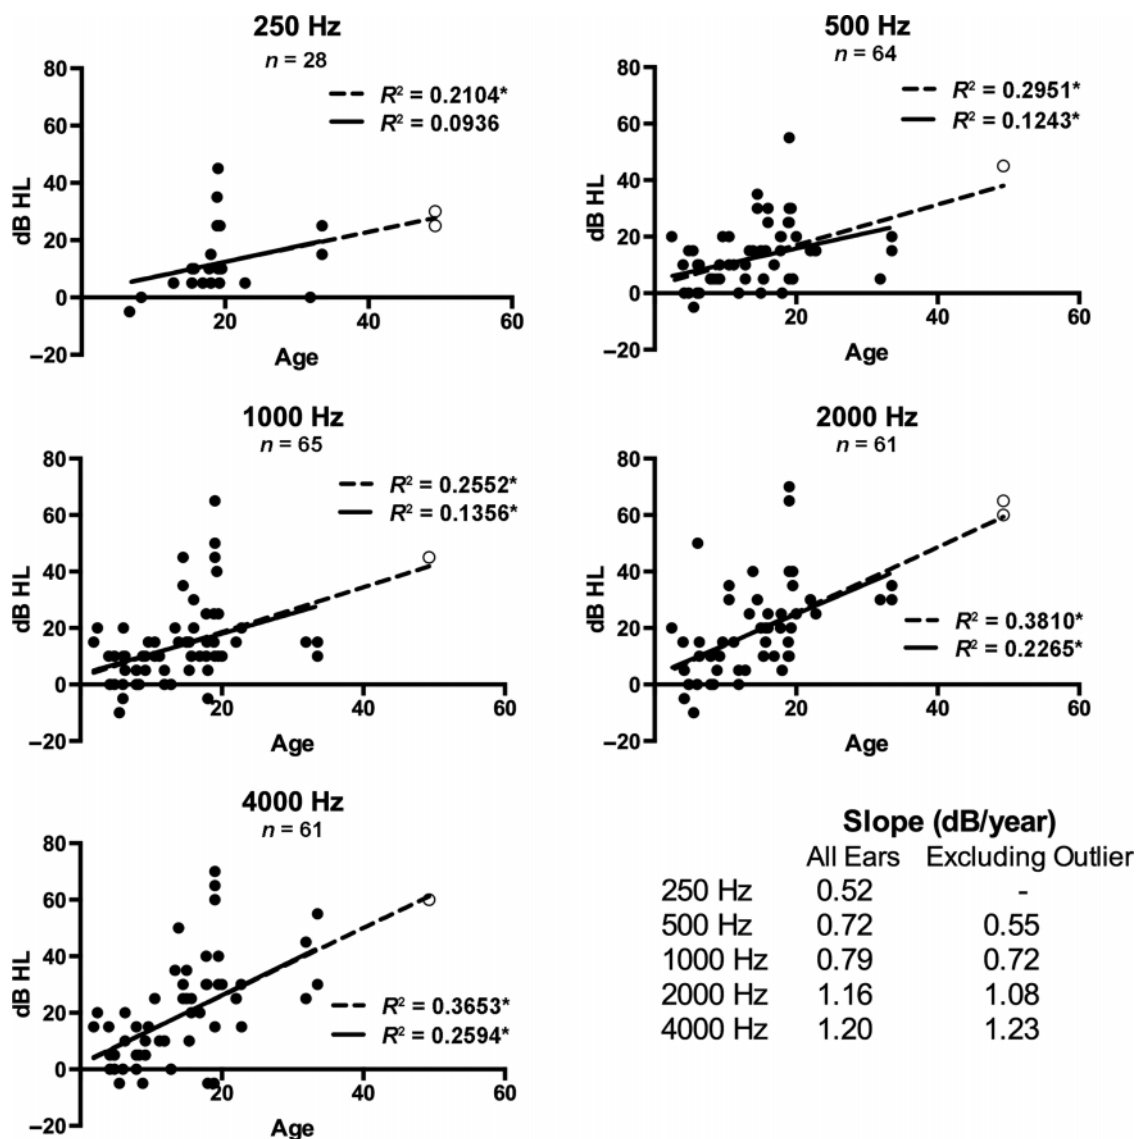 250 Hz
n = 28
R² = 0.2104*
R² = 0.0936
80
60
40
20
0
−20
dB HL
20
40
60
Age
500 Hz
n = 64
R² = 0.2951*
R² = 0.1243*
80
60
40
20
0
−20
dB HL
20
40
60
Age
1000 Hz
n = 65
R² = 0.2552*
R² = 0.1356*
80
60
40
20
0
−20
dB HL
20
40
60
Age
2000 Hz
n = 61
R² = 0.3810*
R² = 0.2265*
80
60
40
20
0
−20
dB HL
20
40
60
Age
4000 Hz
n = 61
R² = 0.3653*
R² = 0.2594*
80
60
40
20
0
−20
dB HL
20
40
60
Age
Slope (dB/year)
All Ears Excluding Outlier
250 Hz 0.52 -
500 Hz 0.72 0.55
1000 Hz 0.79 0.72
2000 Hz 1.16 1.08
4000 Hz 1.20 1.23